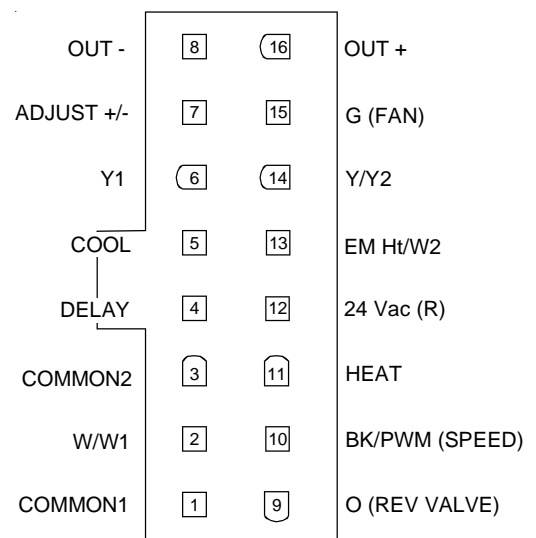 OUT - 8 16 OUT +
ADJUST +/- 7 15 G (FAN)
Y1 6 14 Y/Y2
COOL 5 13 EM Ht/W2
DELAY 4 12 24 Vac (R)
COMMON2 3 11 HEAT
W/W1 2 10 BK/PWM (SPEED)
COMMON1 1 9 O (REV VALVE)